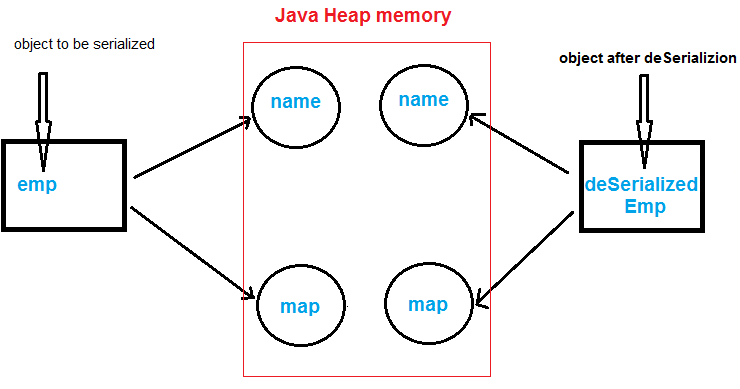 Java Heap memory
object to be serialized
object after deSerializion
name
name
emp
deSerialized
Emp
map
map